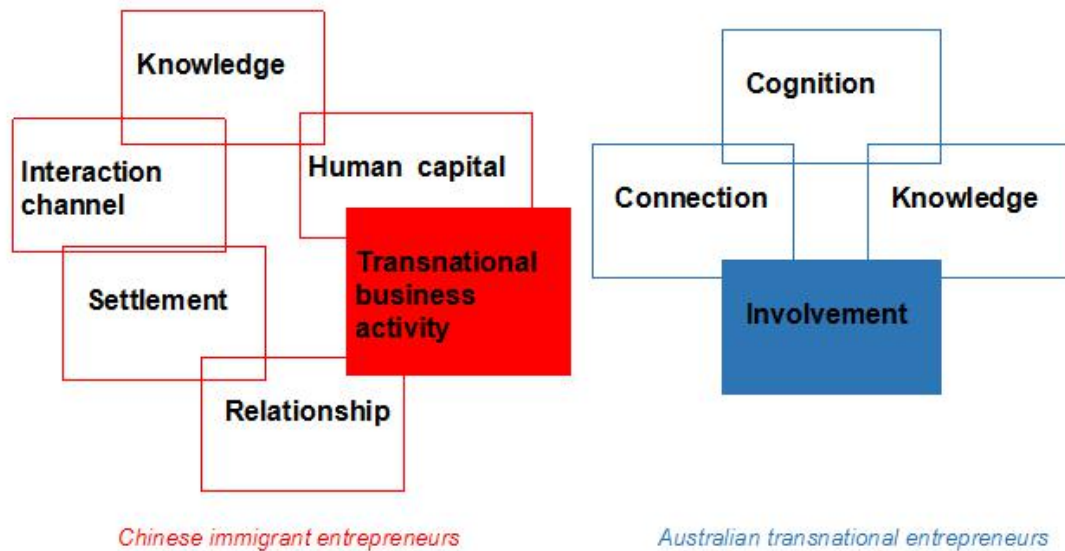 Knowledge
Interaction
channel
Human capital
Settlement
Transnational
business
activity
Relationship
Chinese immigrant entrepreneurs
Cognition
Connection
Knowledge
Involvement
Australian transnational entrepreneurs